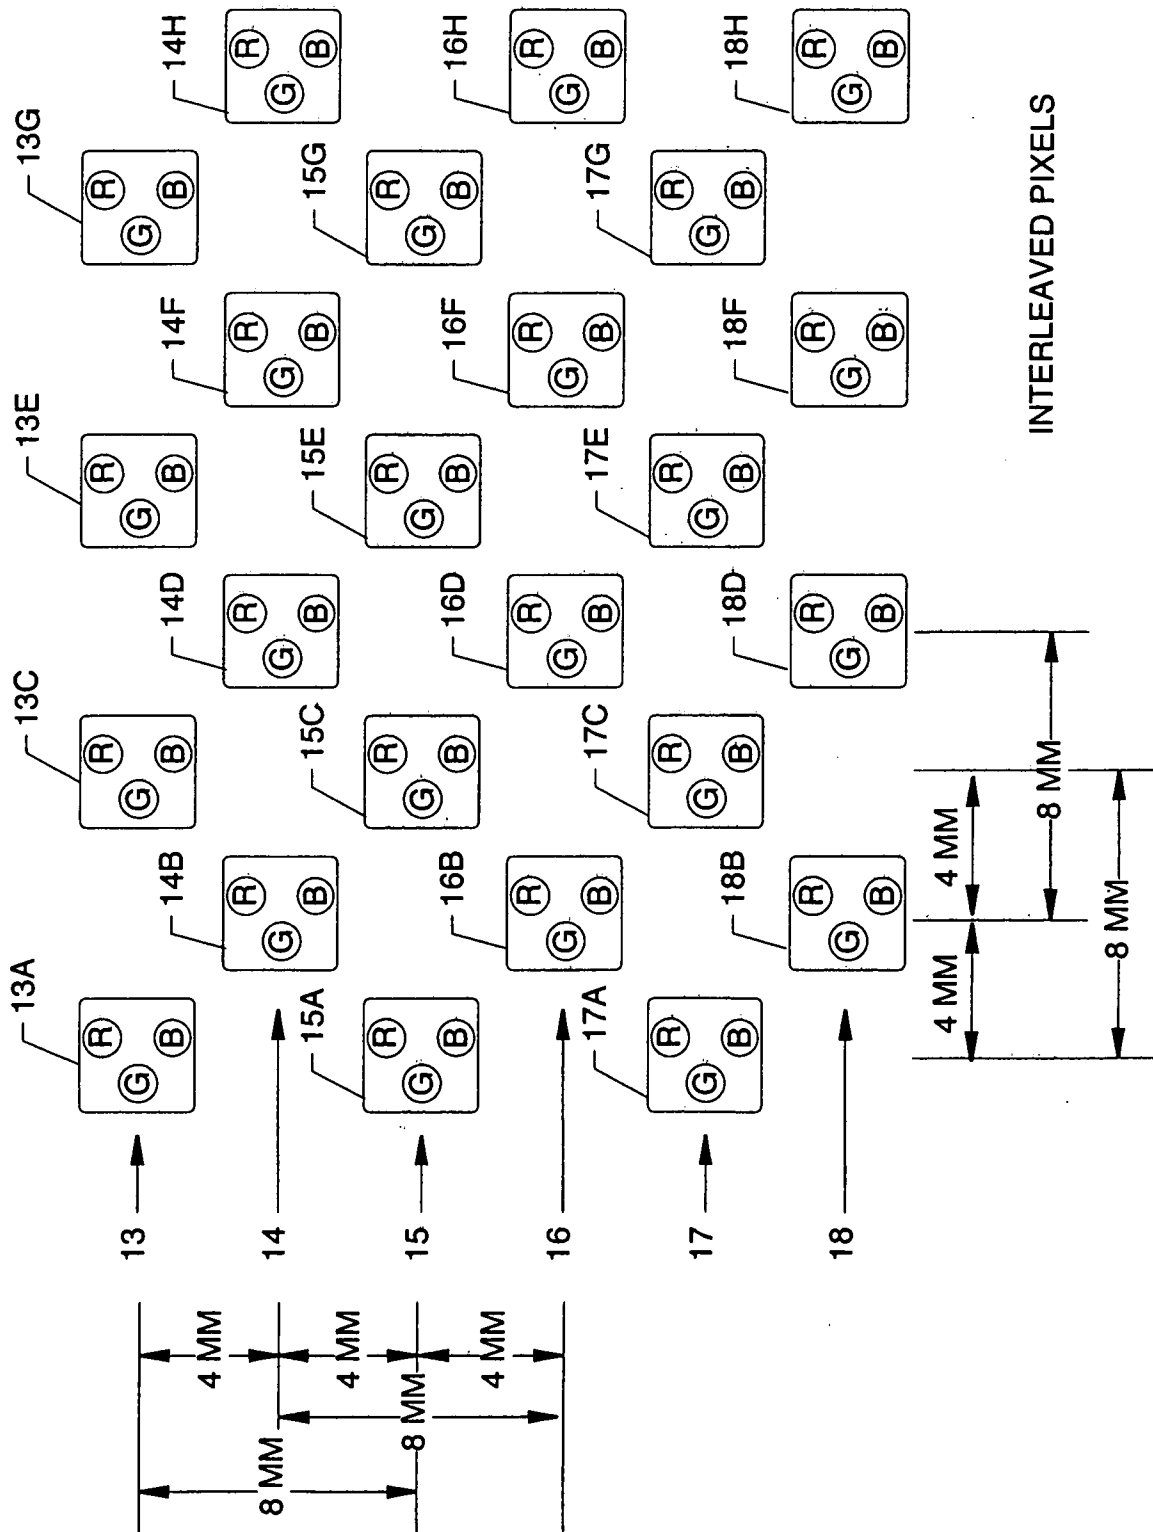 13A 13C 13E 13G
R R R R
13 G G G G
B B B B
14B 14D 14F 14H
4 MM
R R R R
8 MM 14 G G G G
B B B B
15A 15C 15E 15G
4 MM
R R R R
8 MM 15 G G G G
B B B B
16B 16D 16F 16H
4 MM
R R R R
16 G G G G
B B B B
17A 17C 17E 17G
R R R R
17 G G G G
B B B B
18B 18D 18F 18H
R R R R
18 G G G G
B B B B
4 MM 4 MM
8 MM
8 MM
INTERLEAVED PIXELS